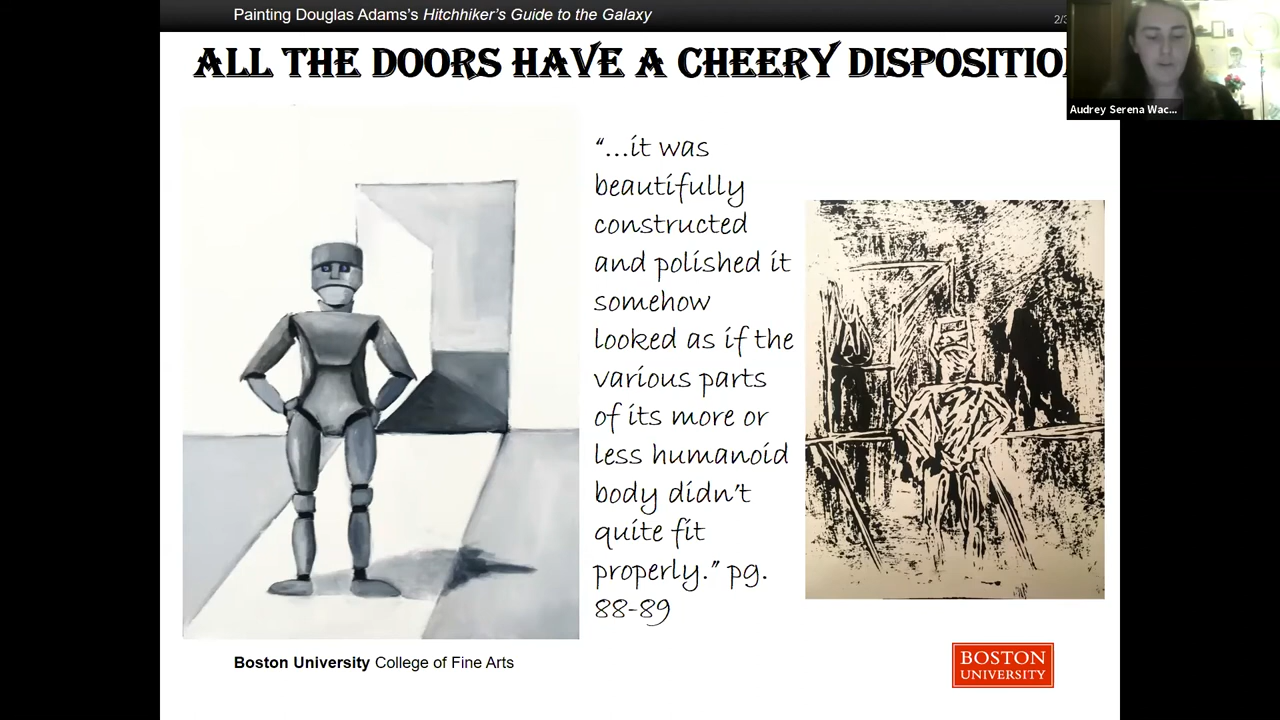 Painting Douglas Adams's Hitchhiker's Guide to the Galaxy
2/3
ALL THE DOORS HAVE A CHEERY DISPOSITIO
Audrey Serena Wac...
“...it was
beautifully
constructed
and polished it
somehow
looked as if the
various parts
of its more or
less humanoid
body didn't
quite fit
properly.” pg.
88-89
Boston University College of Fine Arts
BOSTON
UNIVERSITY